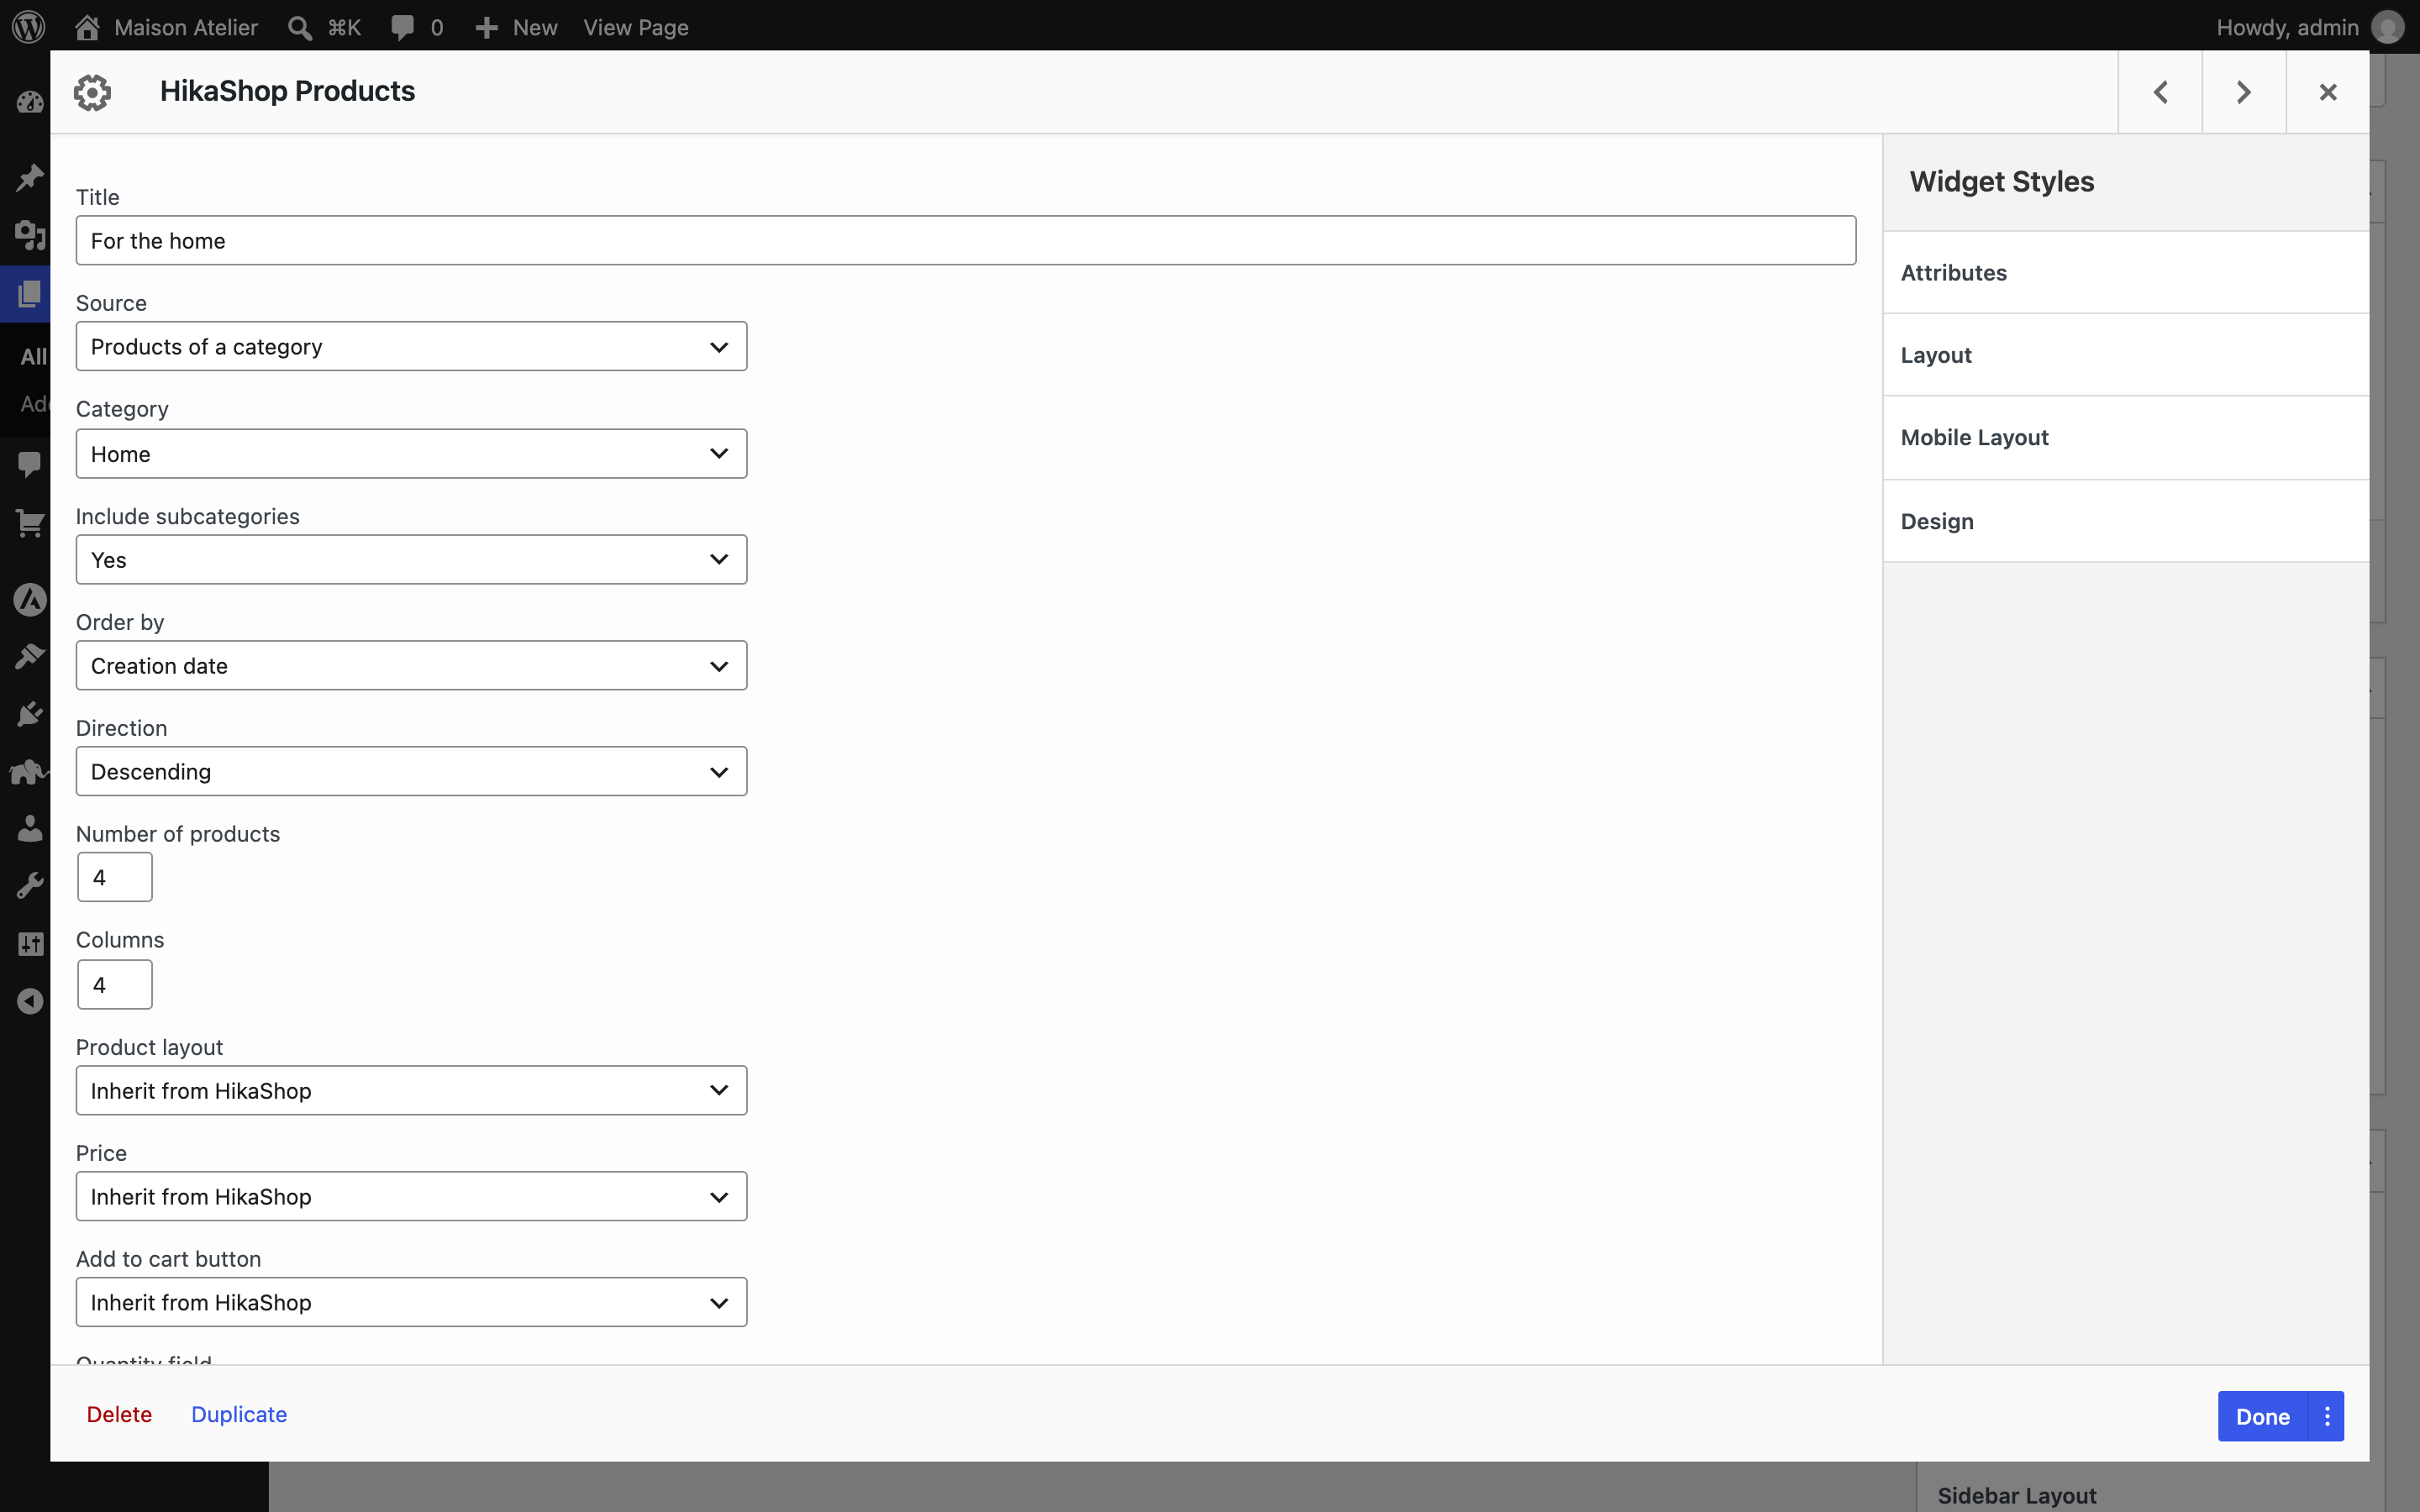 Maison Atelier ⌘K 0 New View Page Howdy, admin
HikaShop Products
Title
For the home
Source
Products of a category
Category
Home
Include subcategories
Yes
Order by
Creation date
Direction
Descending
Number of products
4
Columns
4
Product layout
Inherit from HikaShop
Price
Inherit from HikaShop
Add to cart button
Inherit from HikaShop
Quantity field
Widget Styles
Attributes
Layout
Mobile Layout
Design
All
Delete Duplicate Done
Sidebar Layout